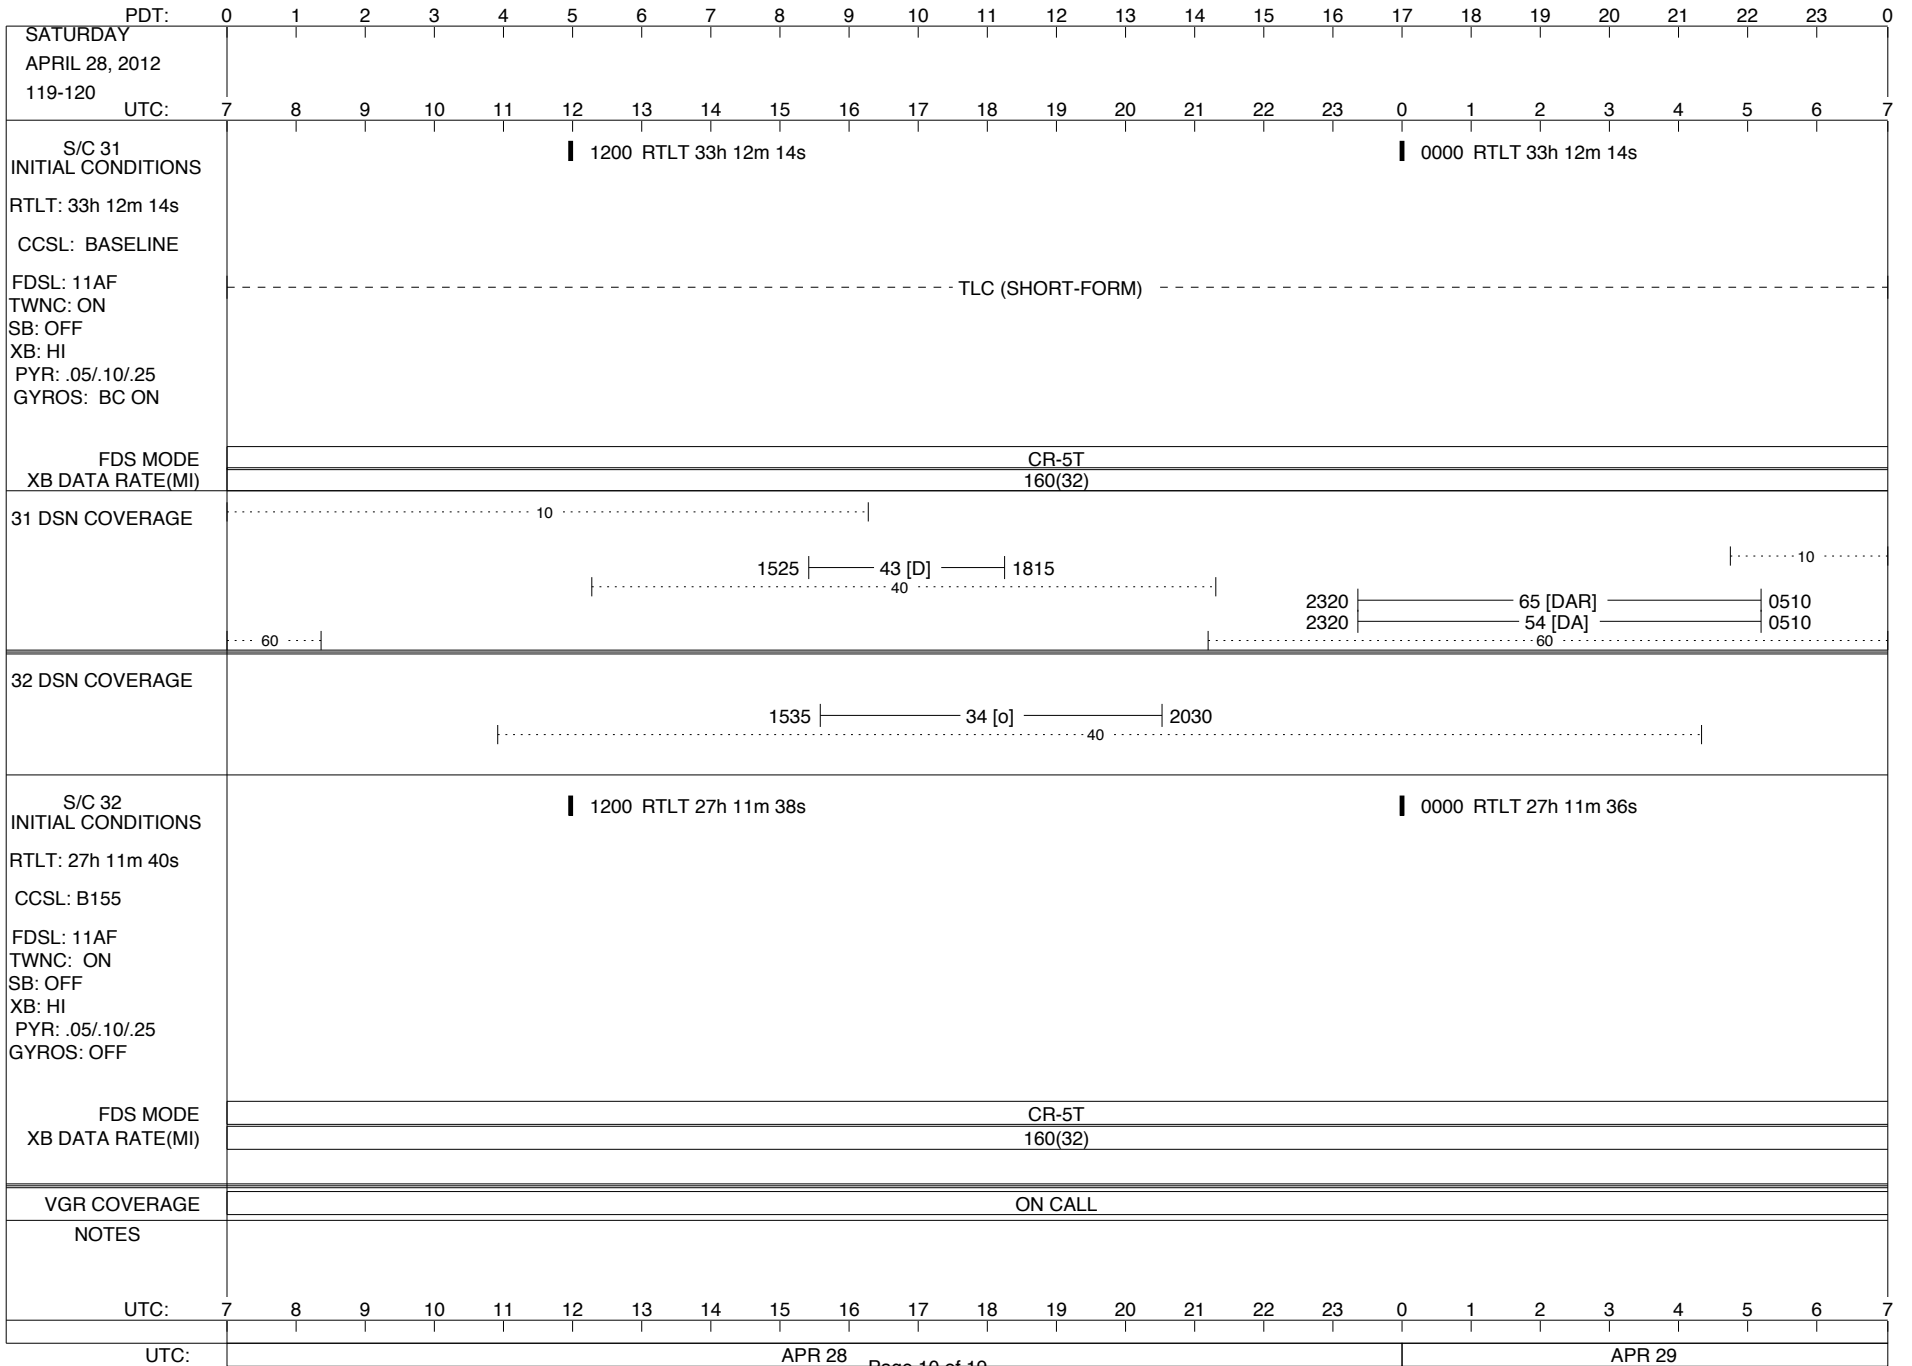 PDT: 0 1 2 3 4 5 6 7 8 9 10 11 12 13 14 15 16 17 18 19 20 21 22 23 0
SATURDAY
APRIL 28, 2012
119-120
UTC: 7 8 9 10 11 12 13 14 15 16 17 18 19 20 21 22 23 0 1 2 3 4 5 6 7
S/C 31
INITIAL CONDITIONS
1200 RTLT 33h 12m 14s
0000 RTLT 33h 12m 14s
RTLT: 33h 12m 14s
CCSL: BASELINE
FDSL: 11AF
TLC (SHORT-FORM)
TWNC: ON
SB: OFF
XB: HI
PYR: .05/.10/.25
GYROS: BC ON
FDS MODE CR-5T
XB DATA RATE(MI) 160(32)
31 DSN COVERAGE
10
10
1525 43 [D] 1815
40
2320 65 [DAR] 0510
2320 54 [DA] 0510
60 60
32 DSN COVERAGE
1535 34 [o] 2030
40
S/C 32
INITIAL CONDITIONS
1200 RTLT 27h 11m 38s
0000 RTLT 27h 11m 36s
RTLT: 27h 11m 40s
CCSL: B155
FDSL: 11AF
TWNC: ON
SB: OFF
XB: HI
PYR: .05/.10/.25
GYROS: OFF
FDS MODE CR-5T
XB DATA RATE(MI) 160(32)
VGR COVERAGE ON CALL
NOTES
UTC: 7 8 9 10 11 12 13 14 15 16 17 18 19 20 21 22 23 0 1 2 3 4 5 6 7
UTC: APR 28 APR 29